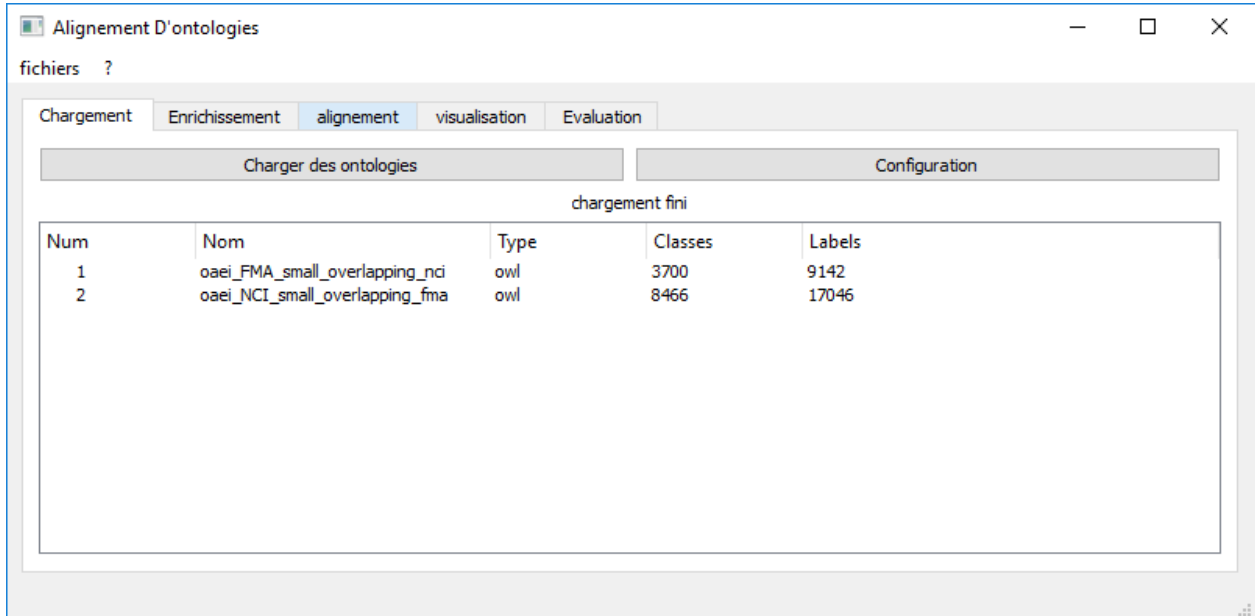 Alignement D'ontologies
fichiers ?
Chargement Enrichissement alignement visualisation Evaluation
Charger des ontologies Configuration
chargement fini
Num Nom Type Classes Labels
1 oaei_FMA_small_overlapping_nci owl 3700 9142
2 oaei_NCI_small_overlapping_fma owl 8466 17046